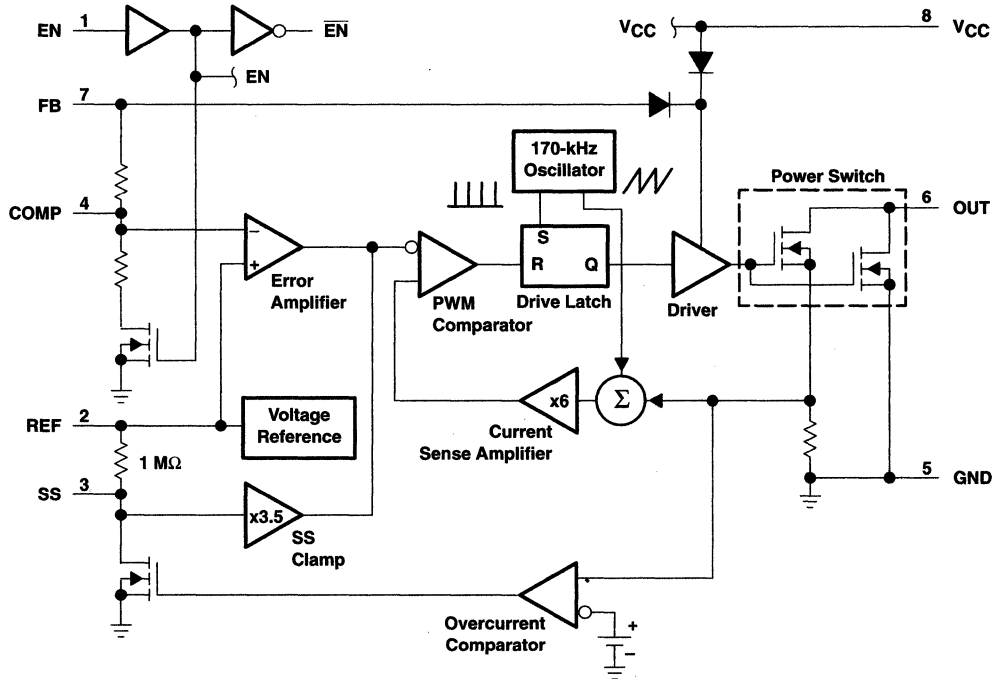 EN 1
EN
EN
V_CC
8 V_CC
FB 7
170-kHz
Oscillator
Power Switch
COMP 4
6 OUT
−
+
S
R Q
Error
Amplifier
PWM
Comparator
Drive Latch
Driver
REF 2
Voltage
Reference
x6
Σ
Current
Sense Amplifier
1 MΩ
SS 3
5 GND
x3.5
SS
Clamp
Overcurrent
Comparator
+
−